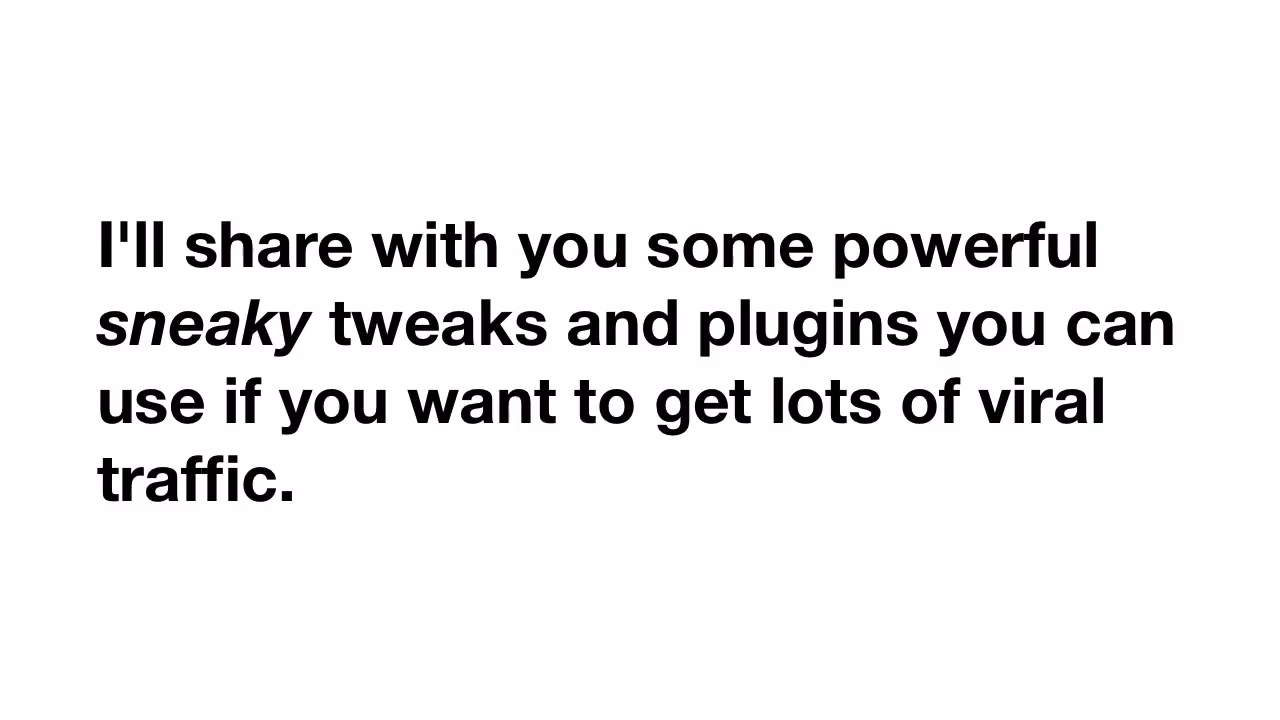 I'll share with you some powerful
sneaky tweaks and plugins you can
use if you want to get lots of viral
traffic.